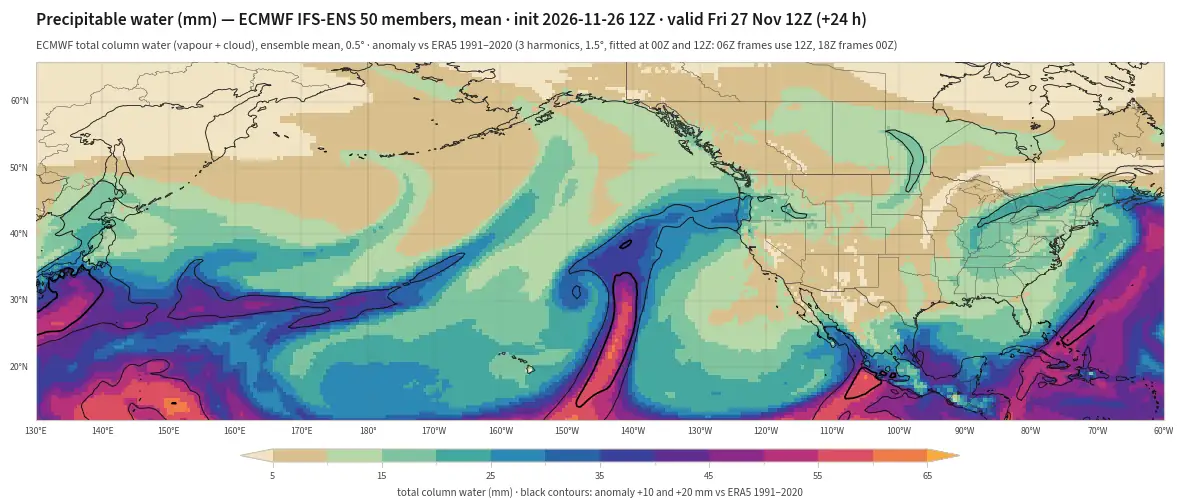 Precipitable water (mm) — ECMWF IFS-ENS 50 members, mean · init 2026-11-26 12Z · valid Fri 27 Nov 12Z (+24 h)
ECMWF total column water (vapour + cloud), ensemble mean, 0.5° · anomaly vs ERA5 1991–2020 (3 harmonics, 1.5°, fitted at 00Z and 12Z: 06Z frames use 12Z, 18Z frames 00Z)
60°N
50°N
40°N
30°N
20°N
130°E 140°E 150°E 160°E 170°E 180° 170°W 160°W 150°W 140°W 130°W 120°W 110°W 100°W 90°W 80°W 70°W 60°W
5 15 25 35 45 55 65
total column water (mm) · black contours: anomaly +10 and +20 mm vs ERA5 1991–2020